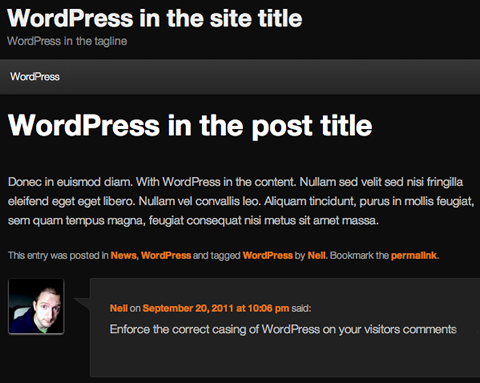 WordPress in the site title
WordPress in the tagline
WordPress
WordPress in the post title
Donec in euismod diam. With WordPress in the content. Nullam sed velit sed nisi fringilla
eleifend eget eget libero. Nullam vel convallis leo. Aliquam tincidunt, purus in mollis feugiat,
sem quam tempus magna, feugiat consequat nisi metus sit amet massa.
This entry was posted in News, WordPress and tagged WordPress by Neil. Bookmark the permalink.
Neil on September 20, 2011 at 10:06 pm said:
Enforce the correct casing of WordPress on your visitors comments